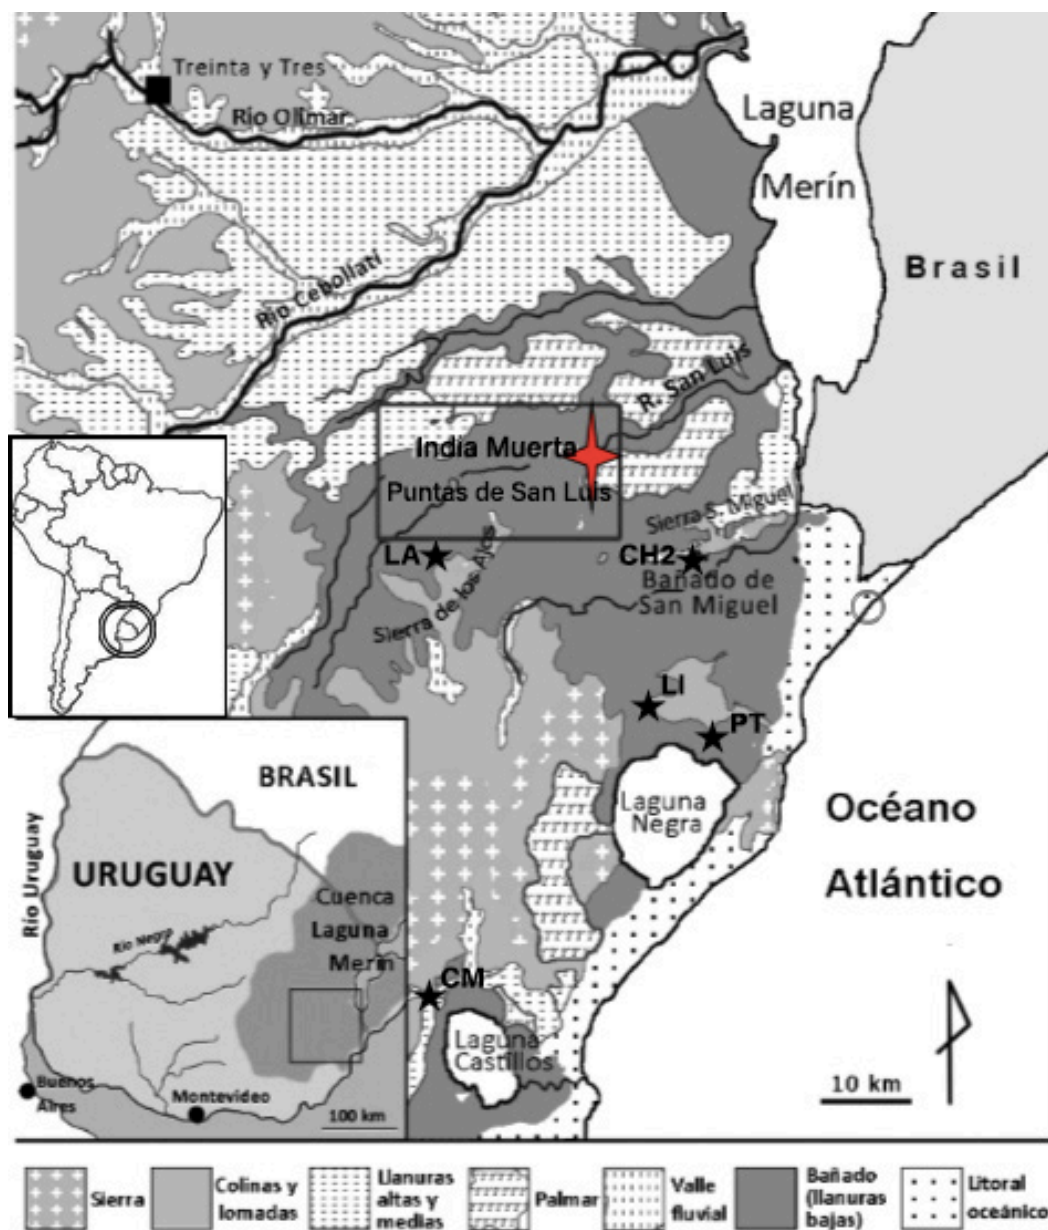 Treinta y Tres
Río Olimar
Laguna
Merín
Brasil
Río Cebollatí
R. San Luis
India Muerta
Puntas de San Luis
Sierra S. Miguel
LA
CH2
Bañado de
San Miguel
Sierra de los Ajos
LI
PT
Laguna
Negra
Océano
Atlántico
CM
Laguna
Castillos
10 km
BRASIL
URUGUAY
Río Uruguay
Río Negro
Cuenca
Laguna
Merín
Buenos
Aires
Montevideo
100 km
Sierra
Colinas y
lomadas
Llanuras
altas y
medias
Palmar
Valle
fluvial
Bañado
(llanuras
bajas)
Litoral
oceánico